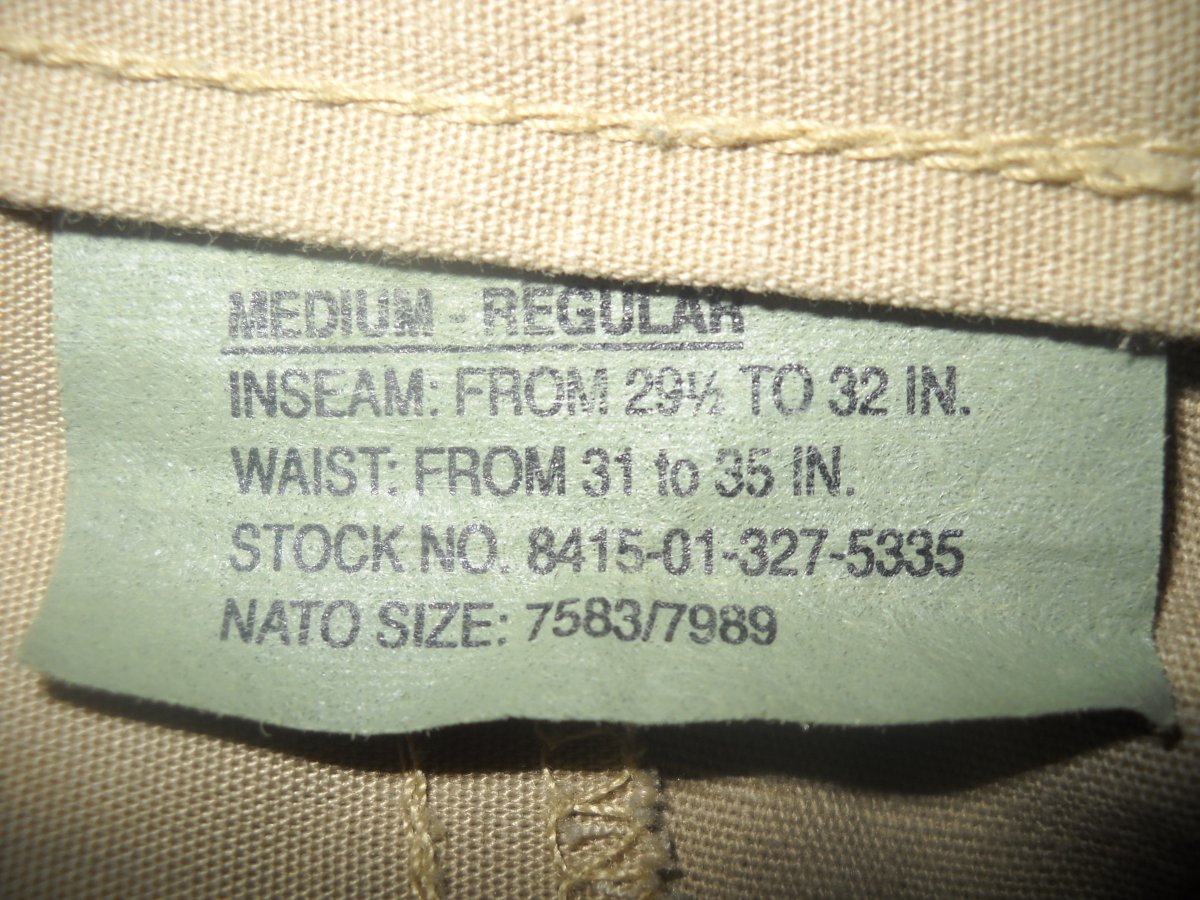 MEDIUM - REGULAR
INSEAM: FROM 29½ TO 32 IN.
WAIST: FROM 31 to 35 IN.
STOCK NO. 8415-01-327-5335
NATO SIZE: 7583/7989